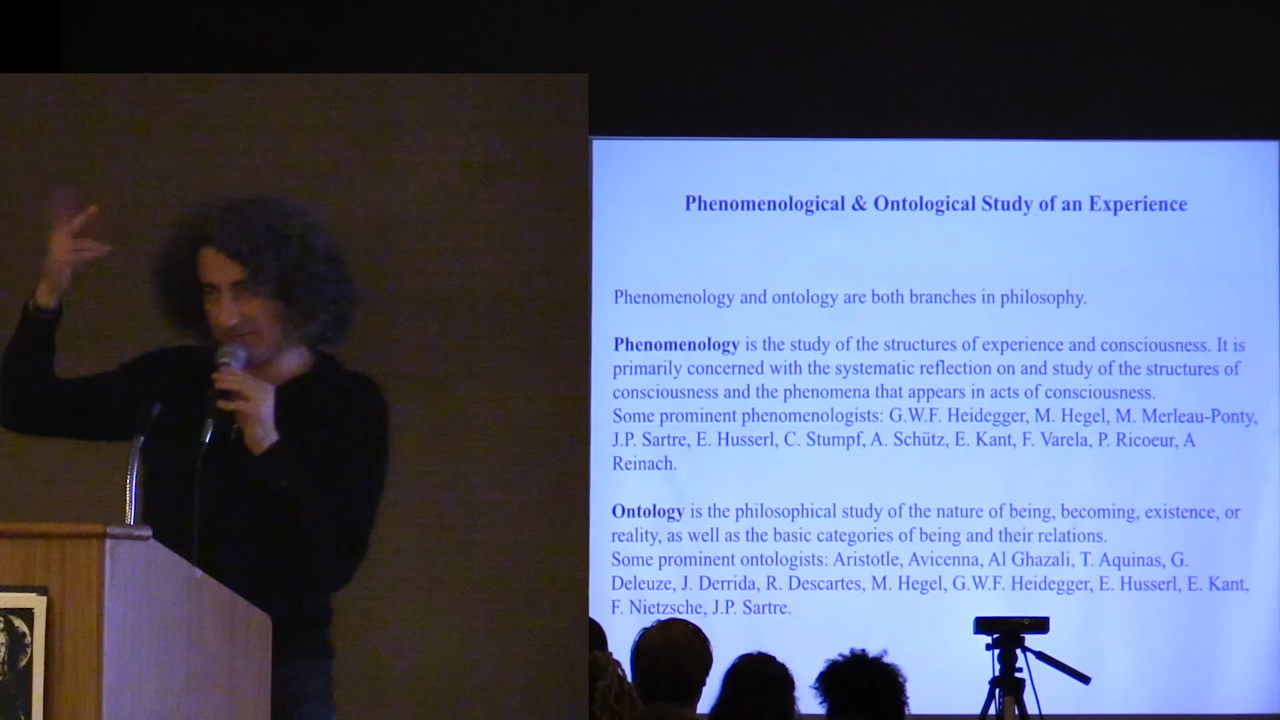 Phenomenological & Ontological Study of an Experience
Phenomenology and ontology are both branches in philosophy.
Phenomenology is the study of the structures of experience and consciousness. It is
primarily concerned with the systematic reflection on and study of the structures of
consciousness and the phenomena that appears in acts of consciousness.
Some prominent phenomenologists: G.W.F. Heidegger, M. Hegel, M. Merleau-Ponty,
J.P. Sartre, E. Husserl, C. Stumpf, A. Schütz, E. Kant, F. Varela, P. Ricoeur, A
Reinach.
Ontology is the philosophical study of the nature of being, becoming, existence, or
reality, as well as the basic categories of being and their relations.
Some prominent ontologists: Aristotle, Avicenna, Al Ghazali, T. Aquinas, G.
Deleuze, J. Derrida, R. Descartes, M. Hegel, G.W.F. Heidegger, E. Husserl, E. Kant,
F. Nietzsche, J.P. Sartre.